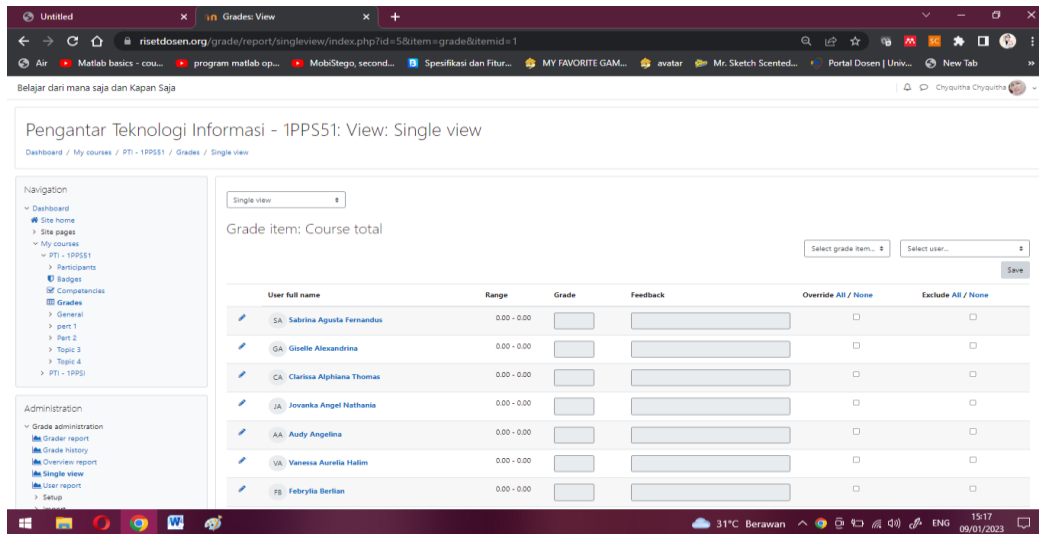 Untitled
Grades: View
risetdosen.org/grade/report/singleview/index.php?id=5&item=grade&itemid=1
Air
Matlab basics - cou...
program matlab op...
MobiStego, second...
Spesifikasi dan Fitur...
MY FAVORITE GAM...
avatar
Mr. Sketch Scented...
Portal Dosen | Univ...
New Tab
Belajar dari mana saja dan Kapan Saja
Chyquitha Chyquitha
Pengantar Teknologi Informasi - 1PPS51: View: Single view
Dashboard / My courses / PTI - 1PPS51 / Grades / Single view
Navigation
Dashboard
Site home
Site pages
My courses
PTI - 1PPS51
Participants
Badges
Competencies
Grades
General
pert 1
Pert 2
Topic 3
Topic 4
PTI - 1PPSI
Administration
Grade administration
Grader report
Grade history
Overview report
Single view
User report
Setup
Single view
Grade item: Course total
Select grade item...
Select user...
Save
User full name Range Grade Feedback Override All / None Exclude All / None
SA Sabrina Agusta Fernandus 0.00 - 0.00
GA Giselle Alexandrina 0.00 - 0.00
CA Clarissa Alphiana Thomas 0.00 - 0.00
JA Jovanka Angel Nathania 0.00 - 0.00
AA Audy Angelina 0.00 - 0.00
VA Vanessa Aurelia Halim 0.00 - 0.00
FB Febrylia Berlian 0.00 - 0.00
31°C Berawan
ENG
15:17
09/01/2023